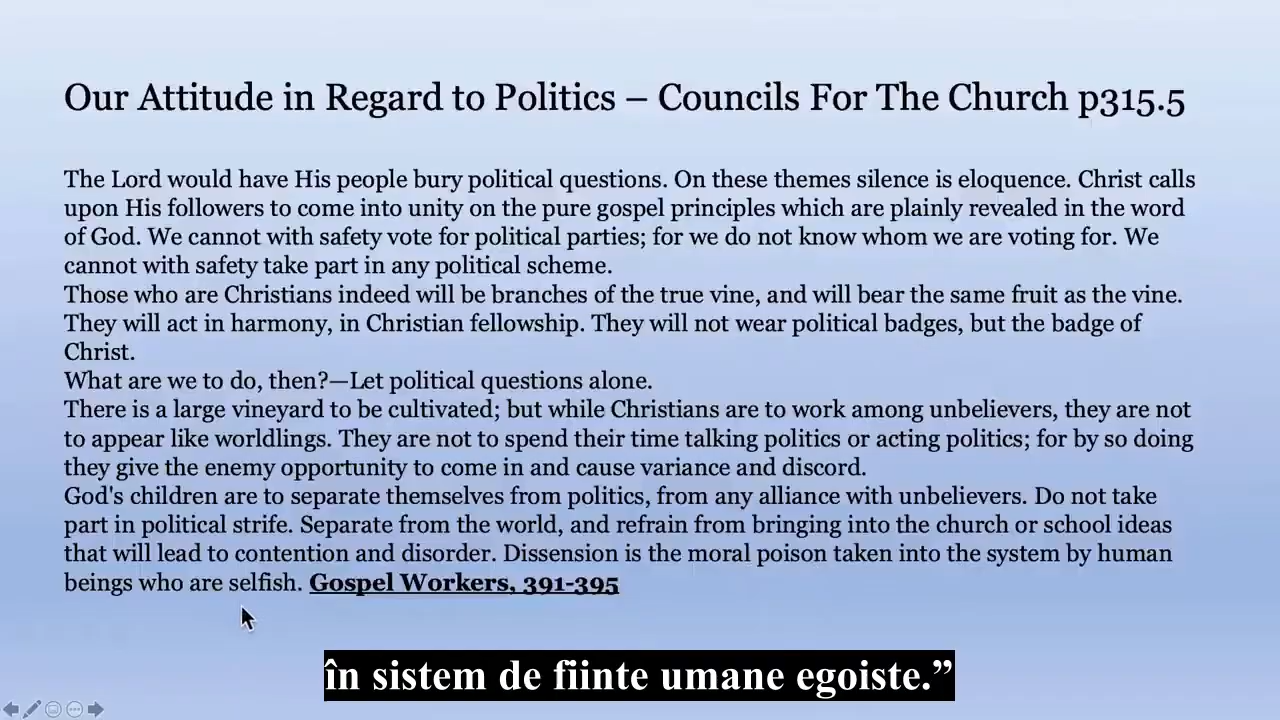 Our Attitude in Regard to Politics – Councils For The Church p315.5
The Lord would have His people bury political questions. On these themes silence is eloquence. Christ calls
upon His followers to come into unity on the pure gospel principles which are plainly revealed in the word
of God. We cannot with safety vote for political parties; for we do not know whom we are voting for. We
cannot with safety take part in any political scheme.
Those who are Christians indeed will be branches of the true vine, and will bear the same fruit as the vine.
They will act in harmony, in Christian fellowship. They will not wear political badges, but the badge of
Christ.
What are we to do, then?—Let political questions alone.
There is a large vineyard to be cultivated; but while Christians are to work among unbelievers, they are not
to appear like worldlings. They are not to spend their time talking politics or acting politics; for by so doing
they give the enemy opportunity to come in and cause variance and discord.
God's children are to separate themselves from politics, from any alliance with unbelievers. Do not take
part in political strife. Separate from the world, and refrain from bringing into the church or school ideas
that will lead to contention and disorder. Dissension is the moral poison taken into the system by human
beings who are selfish. Gospel Workers, 391-395
în sistem de fiinte umane egoiste.”